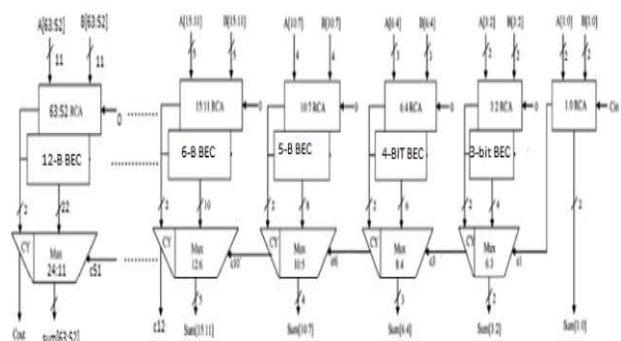 A[63:52] B[63:52] A[15:11] B[15:11] A[10:7] B[10:7] A[6:4] B[6:4] A[3:2] B[3:2] A[1:0] B[1:0]
11 11 5 5 4 4 3 3 2 2 2 2
63:52 RCA 0 15:11 RCA 0 10:7 RCA 0 6:4 RCA 0 3:2 RCA 0 1:0 RCA Cin
12-B BEC 6-B BEC 5-B BEC 4-BIT BEC 3-bit BEC
2 22 2 10 2 8 2 6 2 4 2
CY Mux 24:11 c51 CY Mux 12:6 c10 CY Mux 10:5 CY Mux 8:4 c3 CY Mux 6:3 c1
5 4 3 2
Cout sum[63:52] c12 Sum[15:11] Sum[10:7] Sum[6:4] Sum[3:2] Sum[1:0]